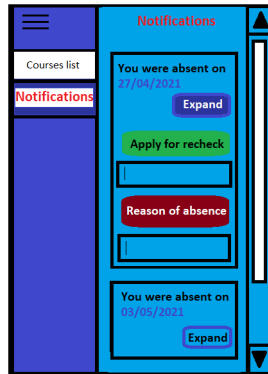 Notifications
Courses list
Notifications
You were absent on
27/04/2021
Expand
Apply for recheck
Reason of absence
You were absent on
03/05/2021
Expand